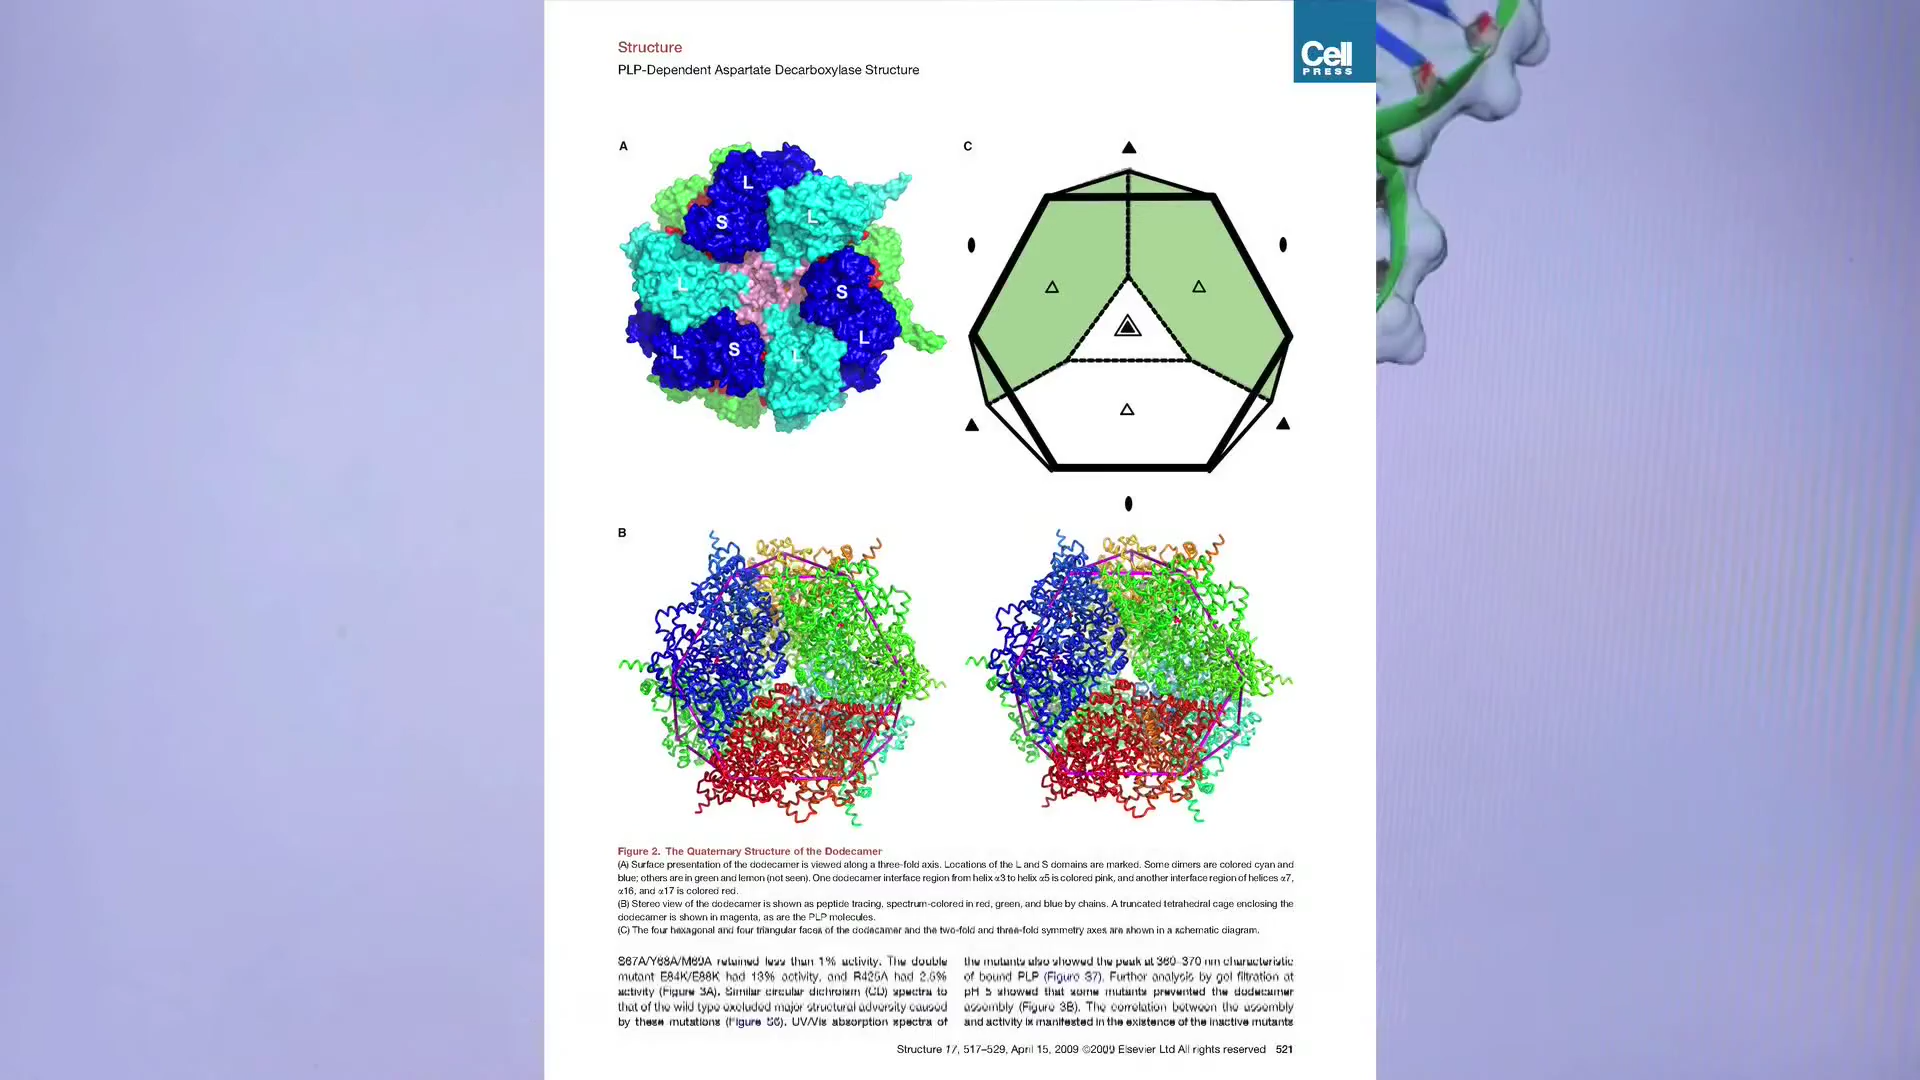 Structure
PLP-Dependent Aspartate Decarboxylase Structure
Cell
PRESS
A
L
S
L
L
S
L
S
L
L
C
B
Figure 2. The Quaternary Structure of the Dodecamer
(A) Surface presentation of the dodecamer is viewed along a three-fold axis. Locations of the L and S domains are marked. Some dimers are colored cyan and
blue; others are in green and lemon (not seen). One dodecamer interface region from helix α3 to helix α5 is colored pink, and another interface region of helices α7,
α16, and α17 is colored red.
(B) Stereo view of the dodecamer is shown as peptide tracing, spectrum-colored in red, green, and blue by chains. A truncated tetrahedral cage enclosing the
dodecamer is shown in magenta, as are the PLP molecules.
(C) The four hexagonal and four triangular faces of the dodecamer and the two-fold and three-fold symmetry axes are shown in a schematic diagram.
S67A/Y68A/M69A retained less than 1% activity. The double
mutant E84K/E88K had 13% activity, and R426A had 2.6%
activity (Figure 3A). Similar circular dichroism (CD) spectra to
that of the wild type excluded major structural adversity caused
by these mutations (Figure S6). UV/Vis absorption spectra of
the mutants also showed the peak at 360–370 nm characteristic
of bound PLP (Figure S7). Further analysis by gel filtration at
pH 5 showed that some mutants prevented the dodecamer
assembly (Figure 3B). The correlation between the assembly
and activity is manifested in the existence of the inactive mutants
Structure 17, 517–529, April 15, 2009 ©2009 Elsevier Ltd All rights reserved 521